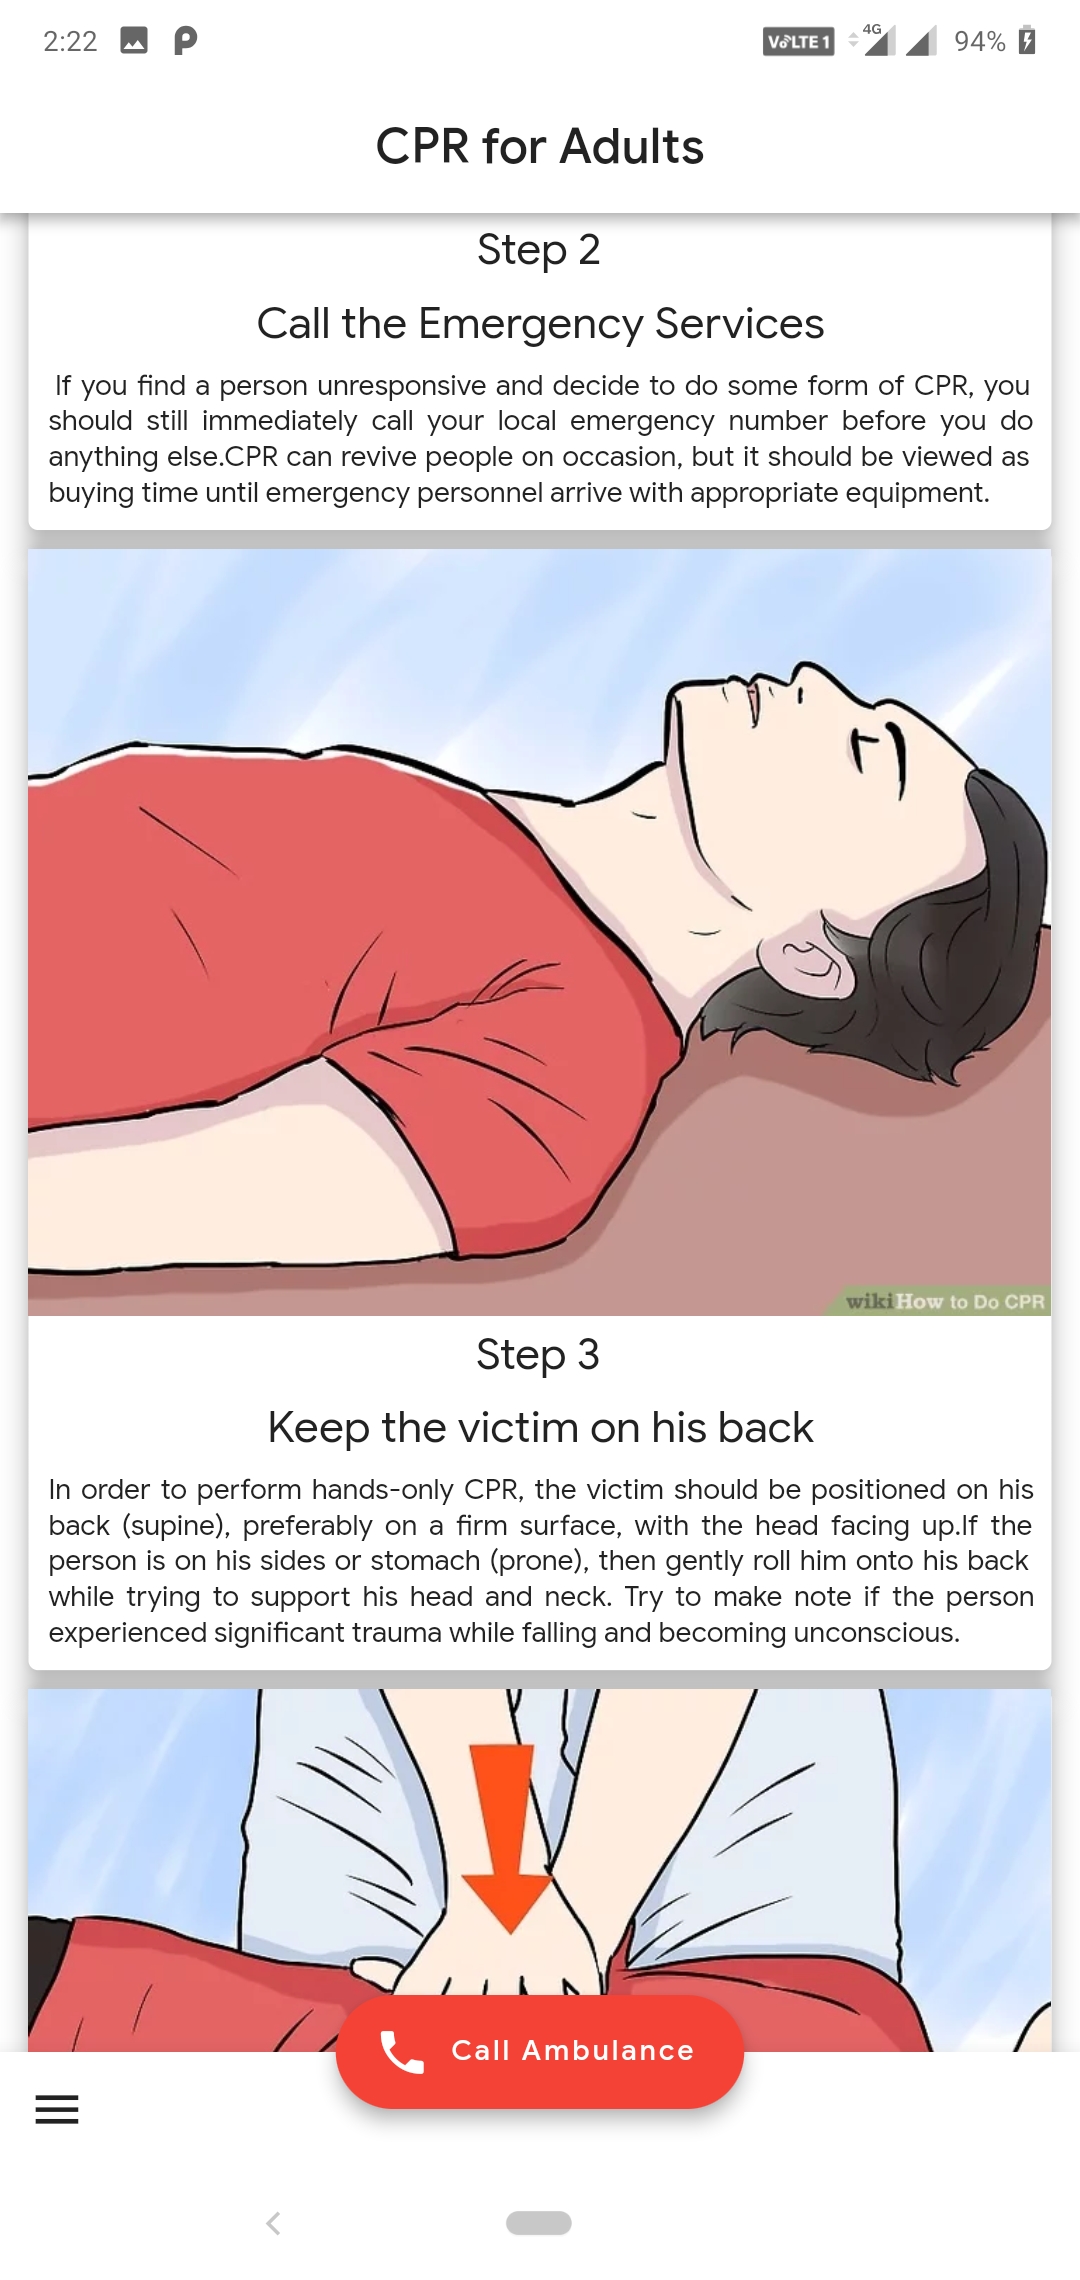 2:22
VoLTE 1
4G
94%
CPR for Adults
Step 2
Call the Emergency Services
If you find a person unresponsive and decide to do some form of CPR, you
should still immediately call your local emergency number before you do
anything else.CPR can revive people on occasion, but it should be viewed as
buying time until emergency personnel arrive with appropriate equipment.
wikiHow to Do CPR
Step 3
Keep the victim on his back
In order to perform hands-only CPR, the victim should be positioned on his
back (supine), preferably on a firm surface, with the head facing up.If the
person is on his sides or stomach (prone), then gently roll him onto his back
while trying to support his head and neck. Try to make note if the person
experienced significant trauma while falling and becoming unconscious.
Call Ambulance